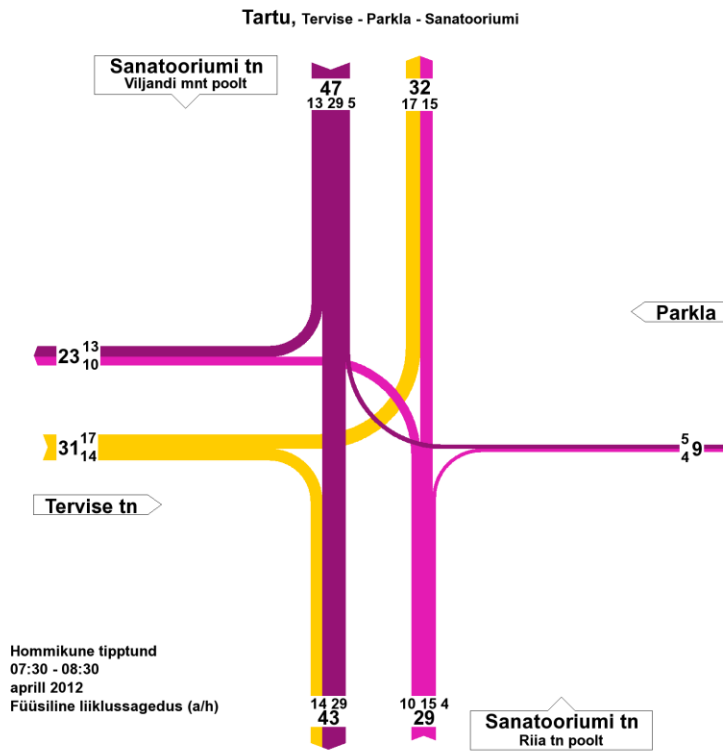 Tartu, Tervise - Parkla - Sanatooriumi
Sanatooriumi tn
Viljandi mnt poolt
47
13 29 5
32
17 15
Parkla
23
13
10
31
17
14
5
4
9
Tervise tn
Hommikune tipptund
07:30 - 08:30
aprill 2012
Füüsiline liiklussagedus (a/h)
14 29
43
10 15 4
29
Sanatooriumi tn
Riia tn poolt